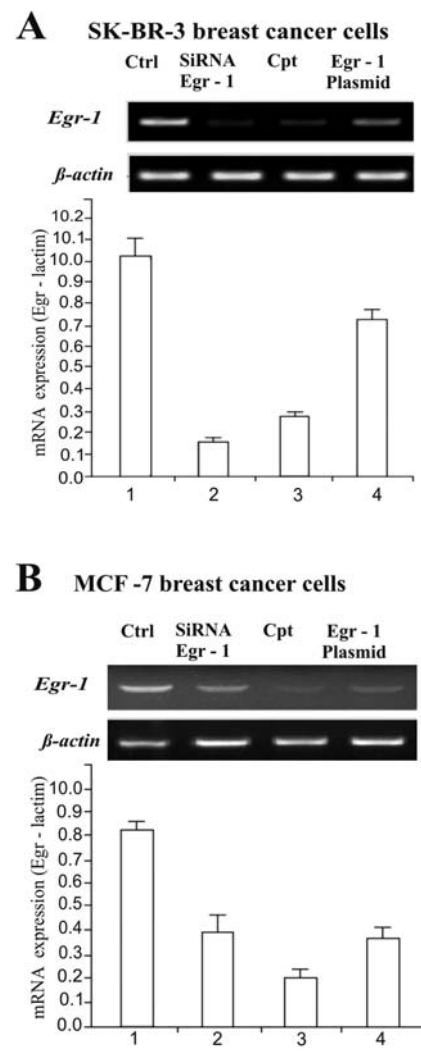 A SK-BR-3 breast cancer cells
Ctrl SiRNA Egr - 1 Cpt Egr - 1 Plasmid
Egr-1
β-actin
mRNA expression (Egr - lactim)
10.2
10.1
10.0
0.9
0.8
0.7
0.6
0.5
0.4
0.3
0.2
0.1
0.0
1 2 3 4
B MCF -7 breast cancer cells
Ctrl SiRNA Egr - 1 Cpt Egr - 1 Plasmid
Egr-1
β-actin
mRNA expression (Egr - lactim)
10.0
0.9
0.8
0.7
0.6
0.5
0.4
0.3
0.2
0.1
0.0
1 2 3 4